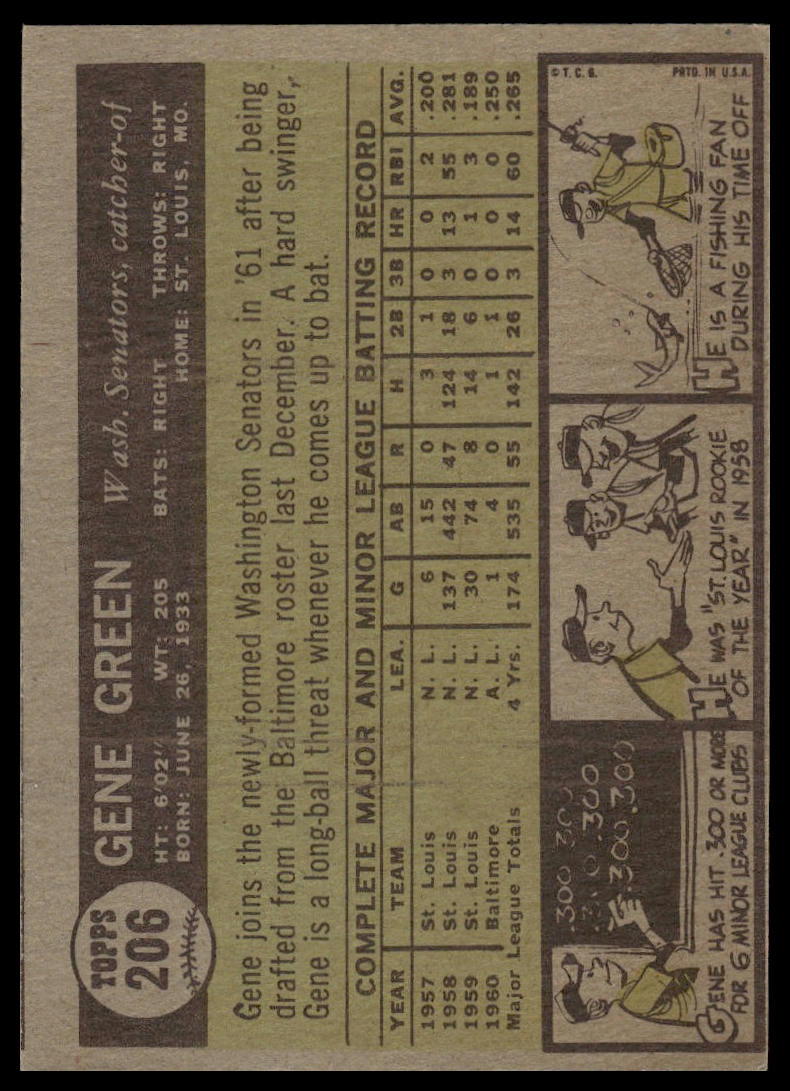 TOPPS
206
GENE GREEN Wash. Senators, catcher-of
HT: 6'02" WT: 205 BATS: RIGHT THROWS: RIGHT
BORN: JUNE 26, 1933 HOME: ST. LOUIS, MO.
Gene joins the newly-formed Washington Senators in '61 after being
drafted from the Baltimore roster last December. A hard swinger,
Gene is a long-ball threat whenever he comes up to bat.
COMPLETE MAJOR AND MINOR LEAGUE BATTING RECORD
YEAR TEAM LEA. G AB R H 2B 3B HR RBI AVG.
1957 St. Louis N. L. 6 15 0 3 1 0 0 2 .200
1958 St. Louis N. L. 137 442 47 124 18 3 13 55 .281
1959 St. Louis N. L. 30 74 8 14 6 0 1 3 .189
1960 Baltimore A. L. 1 4 0 1 1 0 0 0 .250
Major League Totals 4 Yrs. 174 535 55 142 26 3 14 60 .265
.300 300
.300
.300 .300
GENE HAS HIT .300 OR MORE
FOR 6 MINOR LEAGUE CLUBS
HE WAS "ST. LOUIS ROOKIE
OF THE YEAR" IN 1958
© T. C. G. PRTD. IN U.S.A.
HE IS A FISHING FAN
DURING HIS TIME OFF